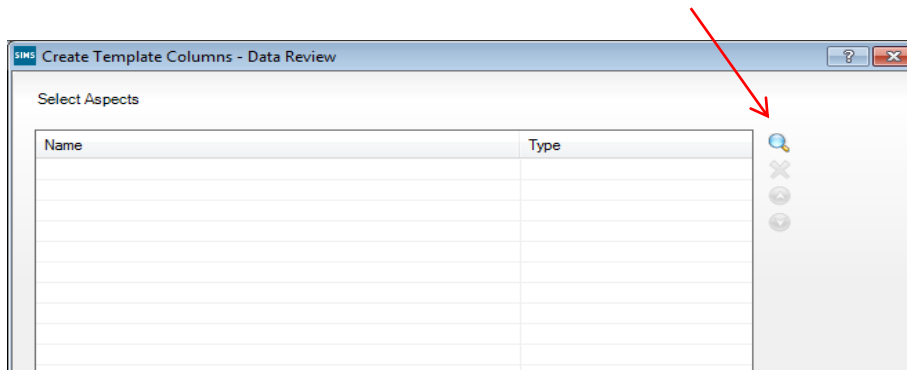 SIMS Create Template Columns - Data Review ?
Select Aspects
Name Type